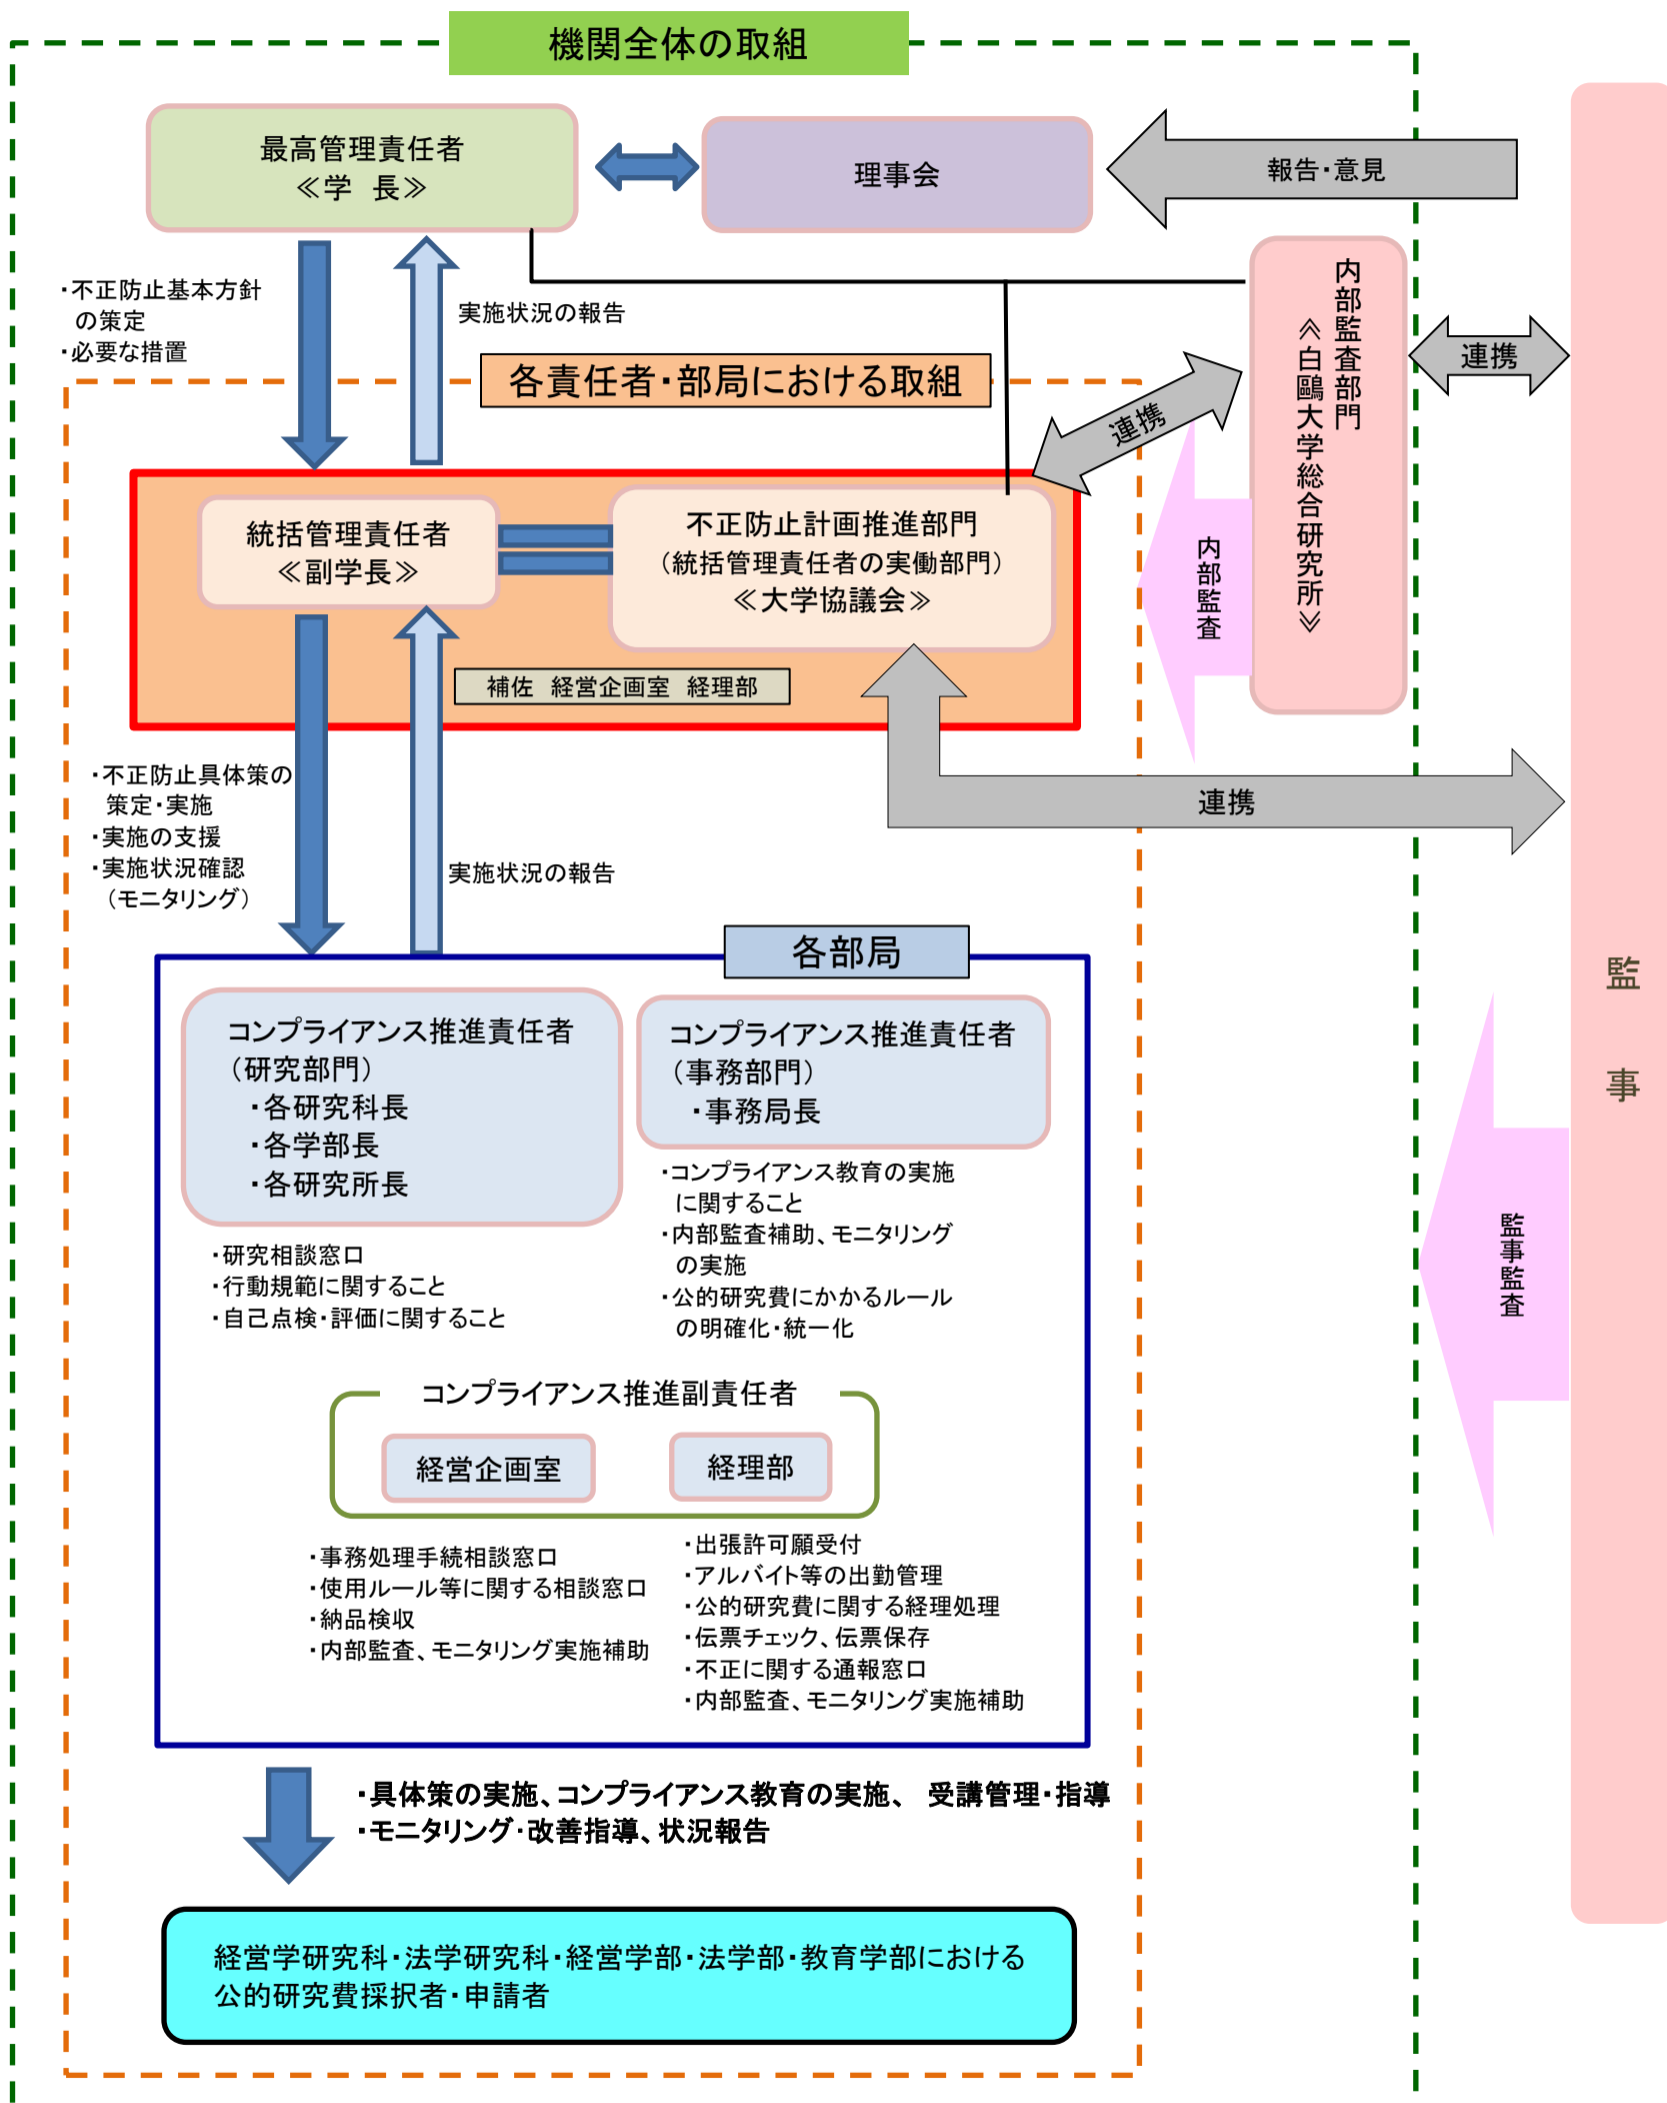 機関全体の取組
最高管理責任者
≪学　長≫
理事会
報告・意見
・不正防止基本方針
の策定
・必要な措置
実施状況の報告
内部監査部門
≪白鷗大学総合研究所≫
連携
各責任者・部局における取組
連携
統括管理責任者
≪副学長≫
不正防止計画推進部門
（統括管理責任者の実働部門）
≪大学協議会≫
内部監査
補佐　経営企画室　経理部
・不正防止具体策の
策定・実施
・実施の支援
・実施状況確認
（モニタリング）
実施状況の報告
連携
監　事
各部局
コンプライアンス推進責任者
（研究部門）
・各研究科長
・各学部長
・各研究所長
コンプライアンス推進責任者
（事務部門）
・事務局長
・研究相談窓口
・行動規範に関すること
・自己点検・評価に関すること
・コンプライアンス教育の実施
に関すること
・内部監査補助、モニタリング
の実施
・公的研究費にかかるルール
の明確化・統一化
監事監査
コンプライアンス推進副責任者
経営企画室
経理部
・事務処理手続相談窓口
・使用ルール等に関する相談窓口
・納品検収
・内部監査、モニタリング実施補助
・出張許可願受付
・アルバイト等の出勤管理
・公的研究費に関する経理処理
・伝票チェック、伝票保存
・不正に関する通報窓口
・内部監査、モニタリング実施補助
・具体策の実施、コンプライアンス教育の実施、　受講管理・指導
・モニタリング・改善指導、状況報告
経営学研究科・法学研究科・経営学部・法学部・教育学部における
公的研究費採択者・申請者